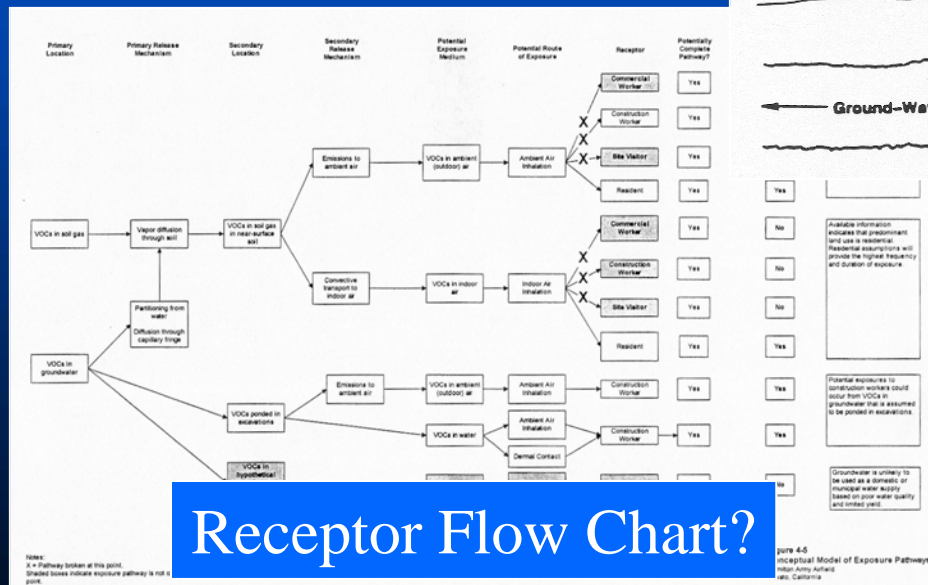 Primary
Location
Primary Release
Mechanism
Secondary
Location
Secondary
Release
Mechanism
Potential
Exposure
Medium
Potential Route
of Exposure
Receptor
Potentially
Complete
Pathway?
Commercial
Worker
Yes
Construction
Worker
Yes
X
X
X
Emissions to
ambient air
VOCs in ambient
(outdoor) air
Ambient Air
Inhalation
Site Visitor
Yes
Resident
Yes
Yes
Ground-Wa
VOCs in soil gas
Vapor diffusion
through soil
VOCs in soil gas
in near-surface
soil
Commercial
Worker
Yes
No
Available information
indicates that predominant
land use is residential.
Residential assumptions will
provide the highest frequency
and duration of exposure.
X
X
X
Construction
Worker
Yes
No
Convective
transport to
indoor air
VOCs in indoor
air
Indoor Air
Inhalation
Site Visitor
Yes
No
Partitioning from
water
Diffusion through
capillary fringe
Resident
Yes
Yes
VOCs in
groundwater
Emissions to
ambient air
VOCs in ambient
(outdoor) air
Ambient Air
Inhalation
Construction
Worker
Yes
Yes
Potential exposures to
construction workers could
occur from VOCs in
groundwater that is assumed
to be ponded in excavations.
VOCs ponded in
excavations
VOCs in water
Ambient Air
Inhalation
Dermal Contact
Construction
Worker
Yes
Yes
VOCs in
hypothetical
No
Groundwater is unlikely to
be used as a domestic or
municipal water supply
based on poor water quality
and limited yield.
Receptor Flow Chart?
Notes:
X = Pathway broken at this point.
Shaded boxes indicate exposure pathway is not
point.
gure 4-5
nceptual Model of Exposure Pathways
Army Airfield
California